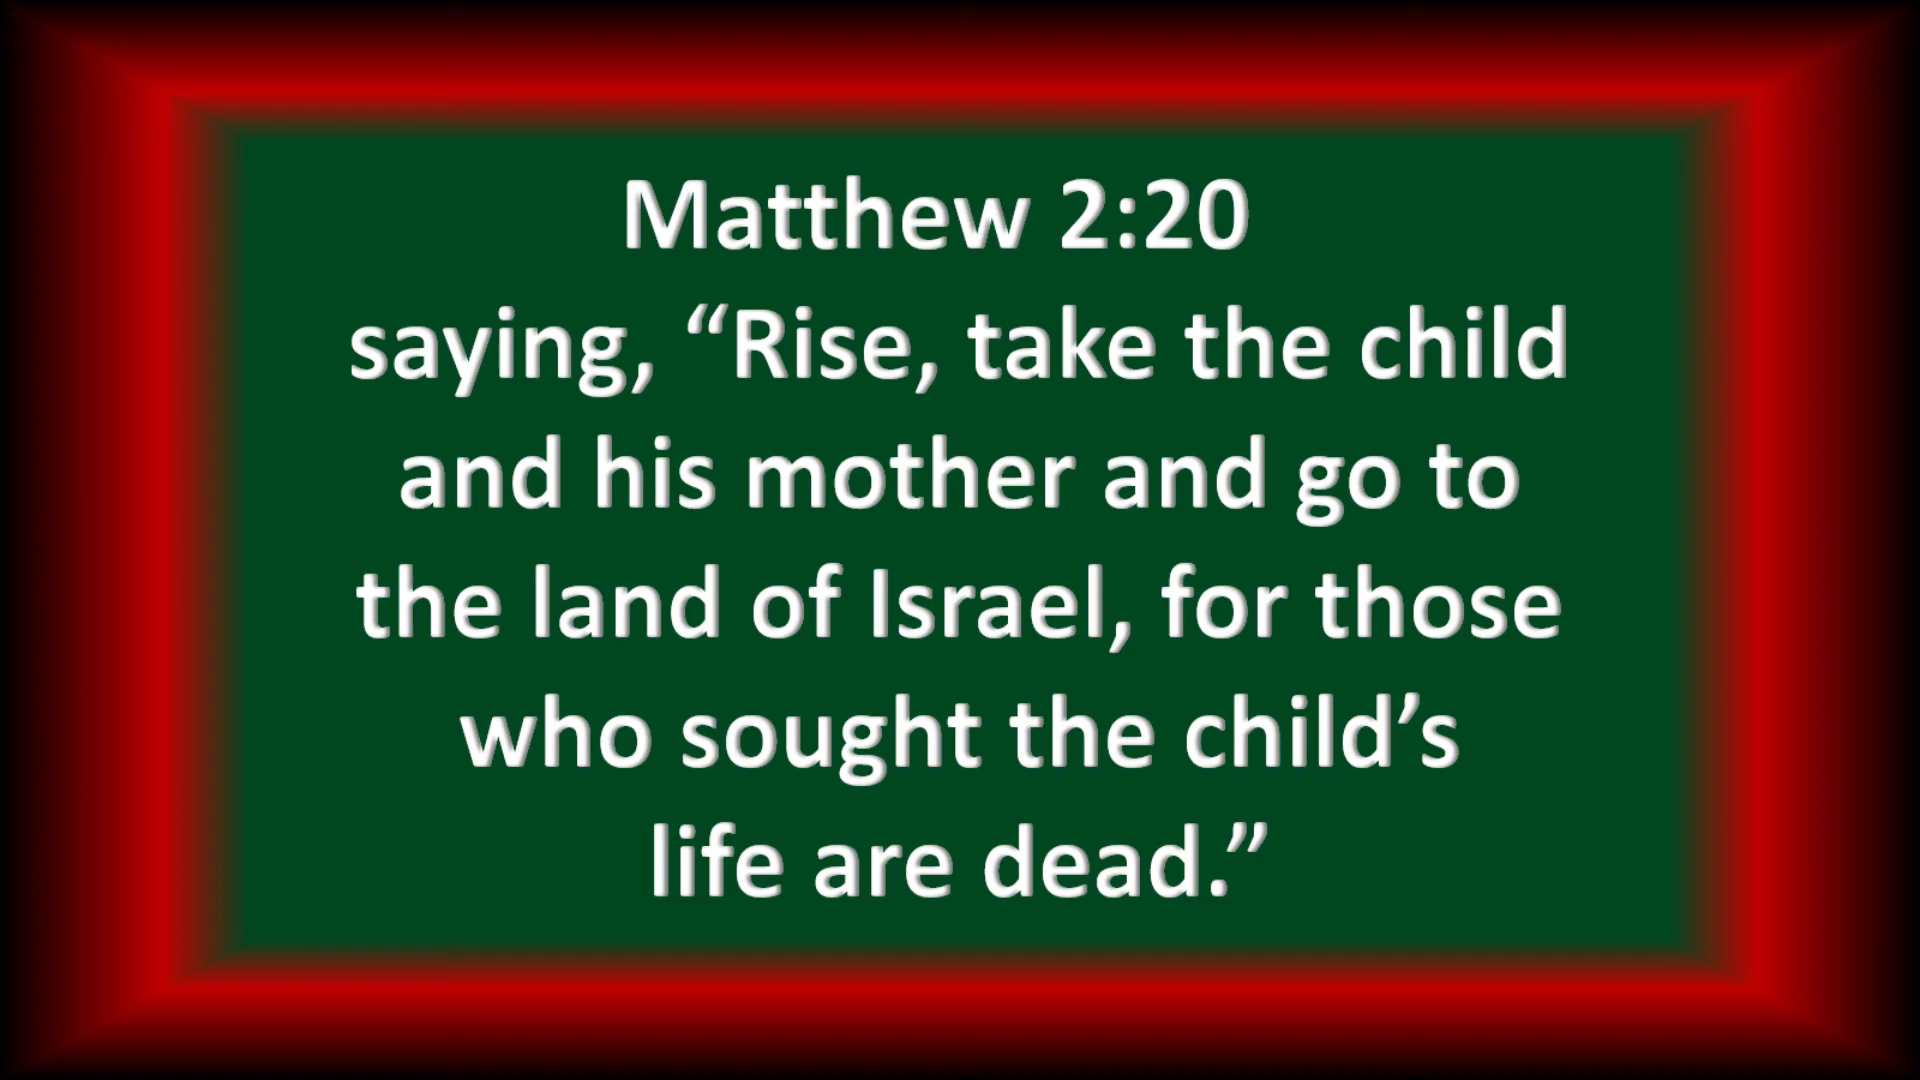 Matthew 2:20
saying, “Rise, take the child
and his mother and go to
the land of Israel, for those
who sought the child’s
life are dead.”